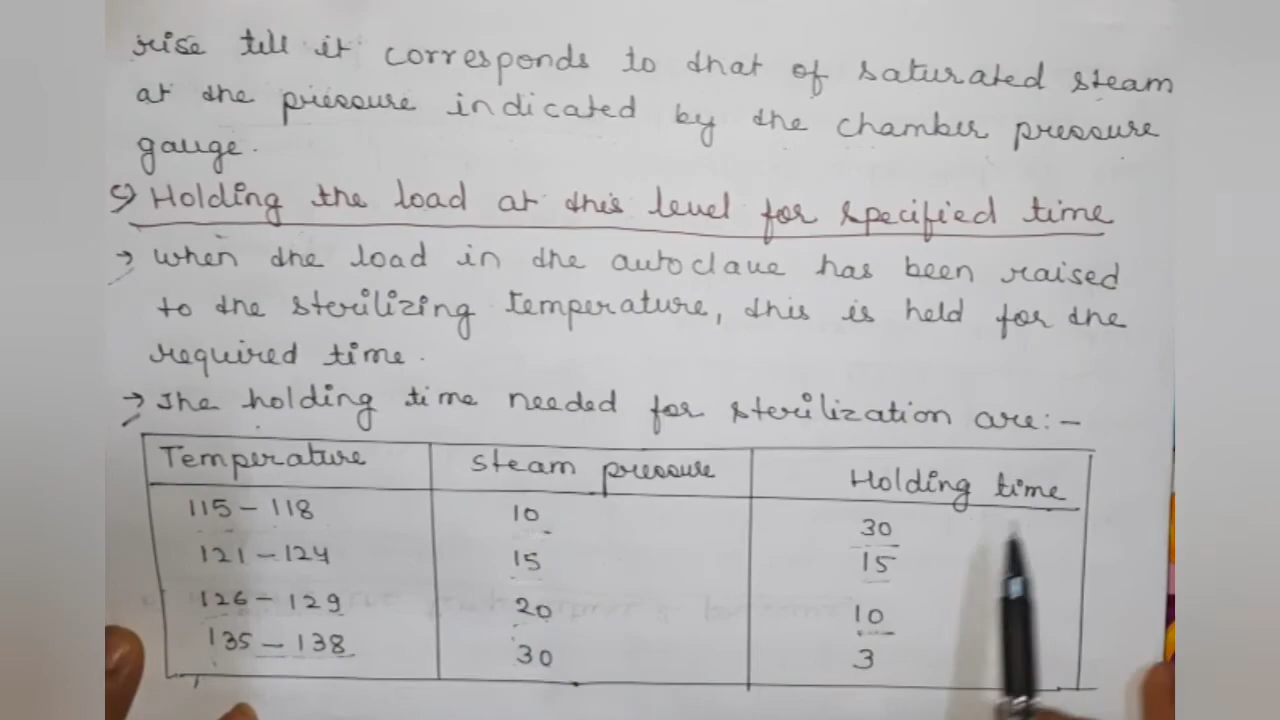 rise till it corresponds to that of saturated steam
at the pressure indicated by the chamber pressure
gauge.
c) Holding the load at this level for specified time
→ when the load in the autoclave has been raised
to the sterilizing temperature, this is held for the
required time.
→ The holding time needed for sterilization are:-
Temperature steam pressure Holding time
115 - 118 10 30
121 - 124 15 15
126 - 129 20 10
135 - 138 30 3